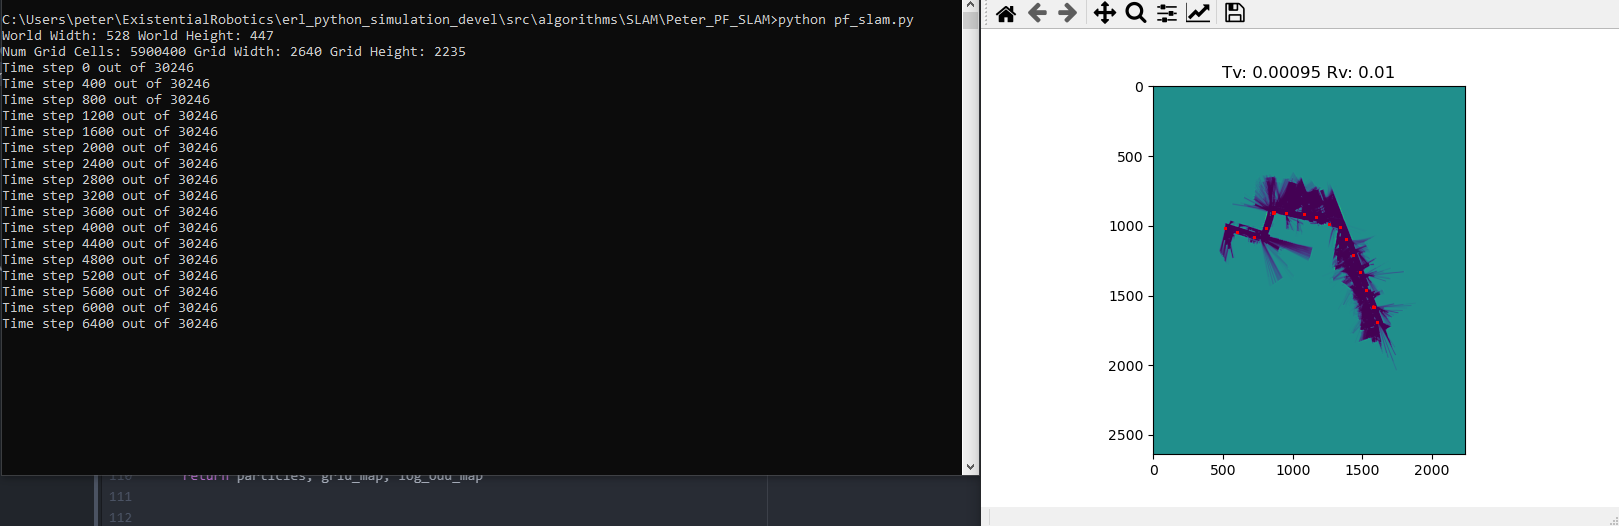 C:\Users\peter\ExistentialRobotics\erl_python_simulation_devel\src\algorithms\SLAM\Peter_PF_SLAM>python pf_slam.py
World Width: 528 World Height: 447
Num Grid Cells: 5900400 Grid Width: 2640 Grid Height: 2235
Time step 0 out of 30246
Time step 400 out of 30246
Time step 800 out of 30246
Time step 1200 out of 30246
Time step 1600 out of 30246
Time step 2000 out of 30246
Time step 2400 out of 30246
Time step 2800 out of 30246
Time step 3200 out of 30246
Time step 3600 out of 30246
Time step 4000 out of 30246
Time step 4400 out of 30246
Time step 4800 out of 30246
Time step 5200 out of 30246
Time step 5600 out of 30246
Time step 6000 out of 30246
Time step 6400 out of 30246
110 return particles, grid_map, log_odd_map
111
112
Tv: 0.00095 Rv: 0.01
0
500
1000
1500
2000
2500
0 500 1000 1500 2000